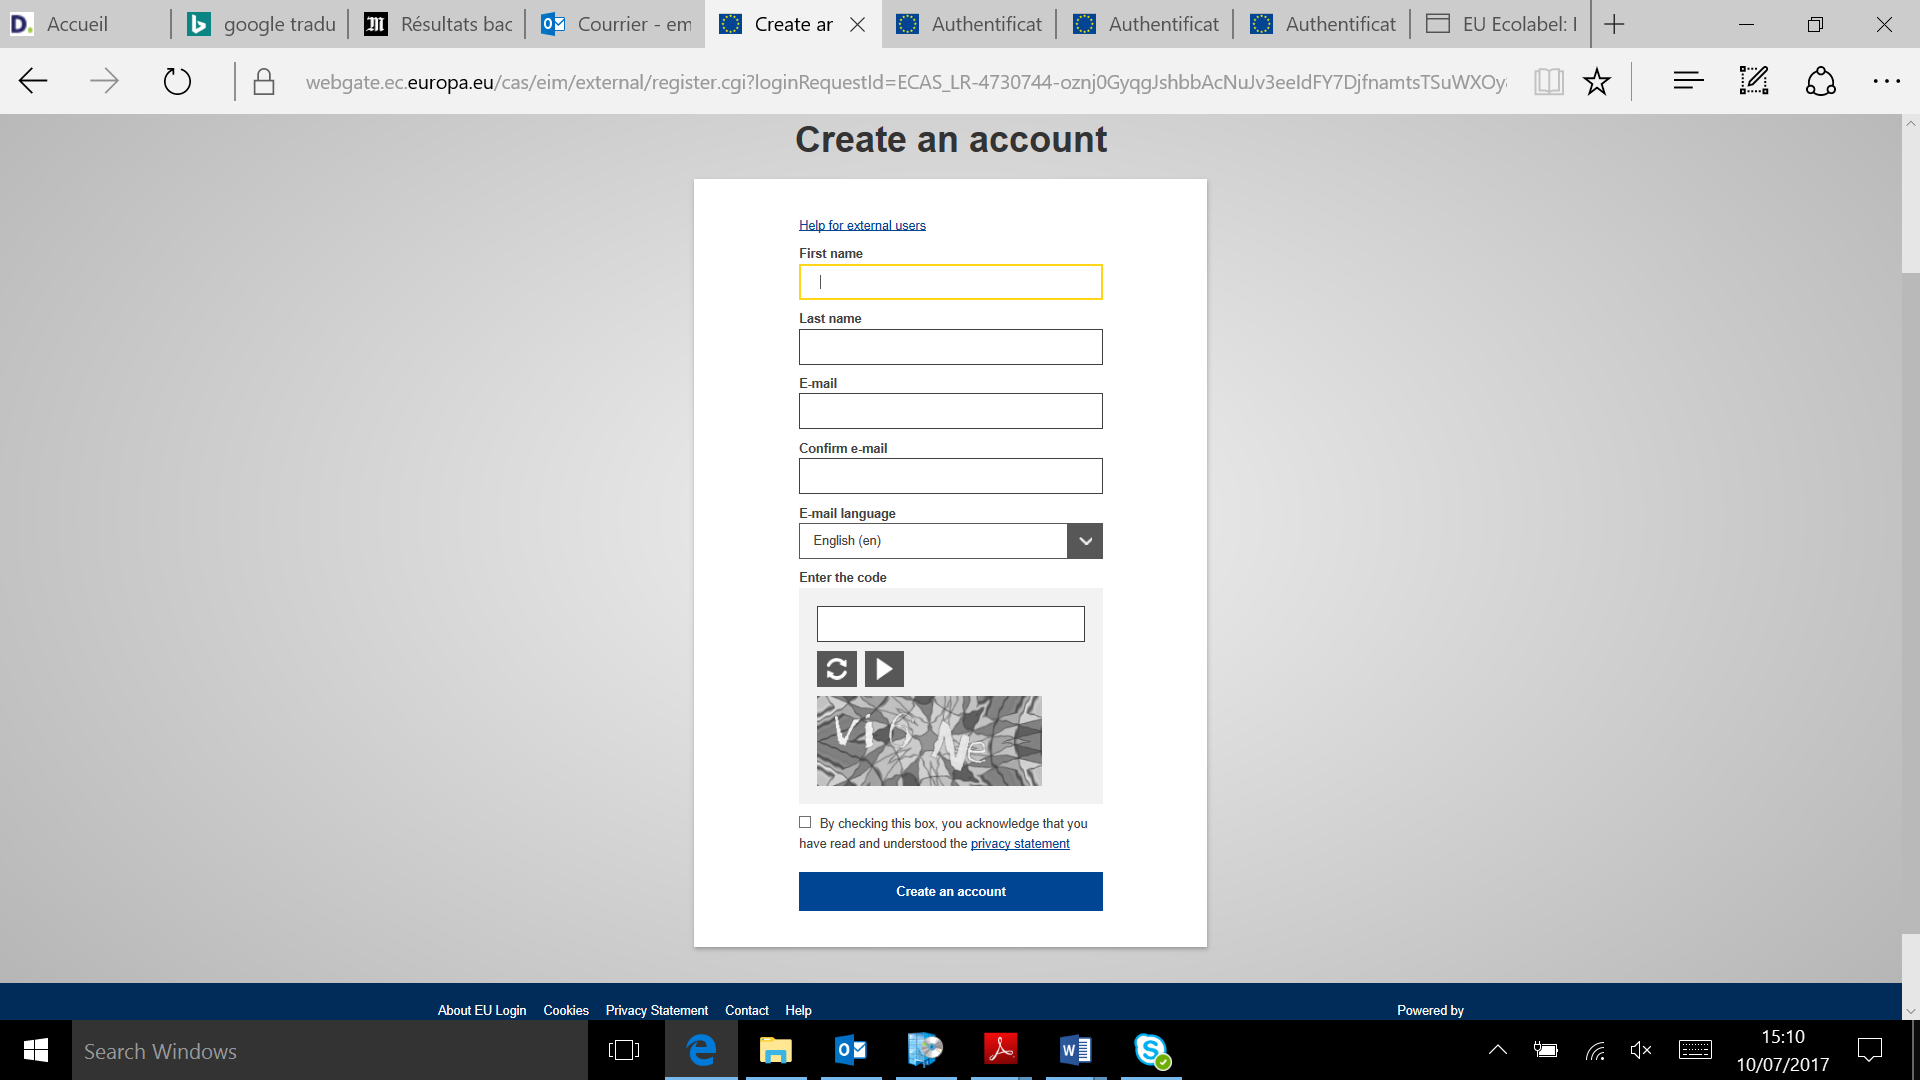 Accueil
google tradu
Résultats bac
Courrier - em
Create ar
Authentificat
Authentificat
Authentificat
EU Ecolabel: I
webgate.ec.europa.eu/cas/eim/external/register.cgi?loginRequestId=ECAS_LR-4730744-oznj0GyqgJshbbAcNuJv3eeIdFY7DjfnamtsTSuWXOy
Create an account
Help for external users
First name
Last name
E-mail
Confirm e-mail
E-mail language
English (en)
Enter the code
By checking this box, you acknowledge that you
have read and understood the privacy statement
Create an account
About EU Login
Cookies
Privacy Statement
Contact
Help
Powered by
Search Windows
15:10
10/07/2017